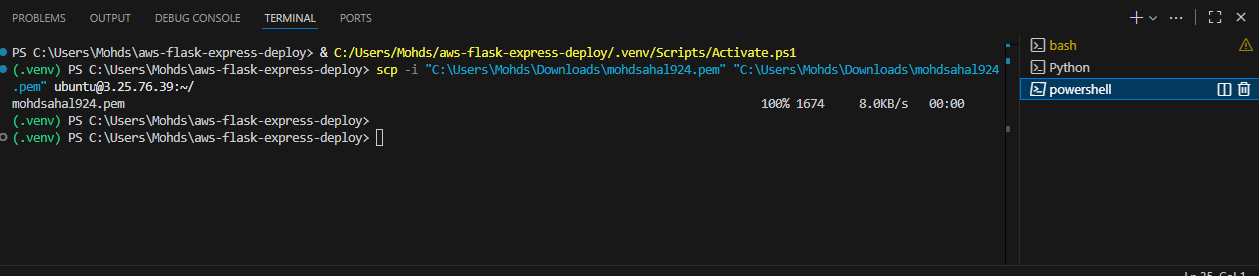 PROBLEMS OUTPUT DEBUG CONSOLE TERMINAL PORTS
PS C:\Users\Mohds\aws-flask-express-deploy> & C:/Users/Mohds/aws-flask-express-deploy/.venv/Scripts/Activate.ps1
(.venv) PS C:\Users\Mohds\aws-flask-express-deploy> scp -i "C:\Users\Mohds\Downloads\mohdsahal924.pem" "C:\Users\Mohds\Downloads\mohdsahal924
.pem" ubuntu@3.25.76.39:~/
mohdsahal924.pem 100% 1674 8.0KB/s 00:00
(.venv) PS C:\Users\Mohds\aws-flask-express-deploy>
(.venv) PS C:\Users\Mohds\aws-flask-express-deploy>
bash
Python
powershell